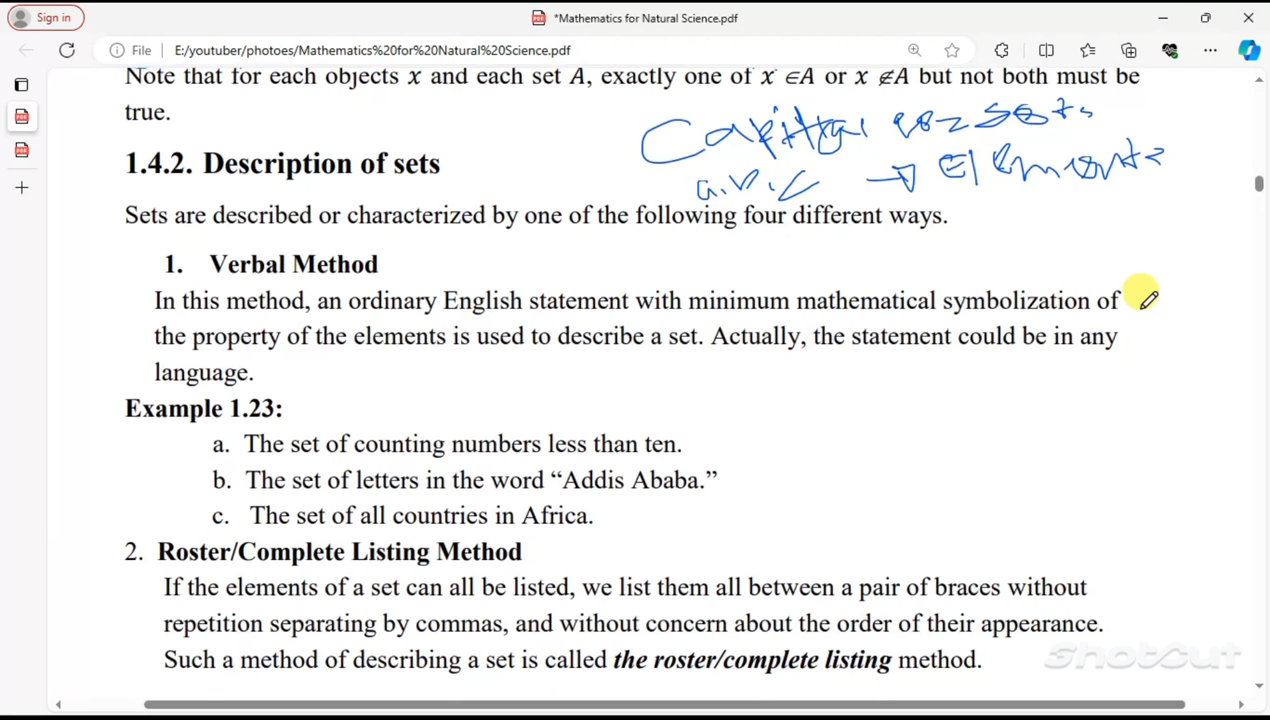 Sign in
*Mathematics for Natural Science.pdf
File
E:/youtuber/photoes/Mathematics%20for%20Natural%20Science.pdf
Note that for each objects x and each set A, exactly one of x ∈A or x ∉A but not both must be
true.
Capital for sets
a.b.c → Elements
1.4.2. Description of sets
Sets are described or characterized by one of the following four different ways.
1. Verbal Method
In this method, an ordinary English statement with minimum mathematical symbolization of
the property of the elements is used to describe a set. Actually, the statement could be in any
language.
Example 1.23:
a. The set of counting numbers less than ten.
b. The set of letters in the word “Addis Ababa.”
c. The set of all countries in Africa.
2. Roster/Complete Listing Method
If the elements of a set can all be listed, we list them all between a pair of braces without
repetition separating by commas, and without concern about the order of their appearance.
Such a method of describing a set is called the roster/complete listing method.
Shotcut